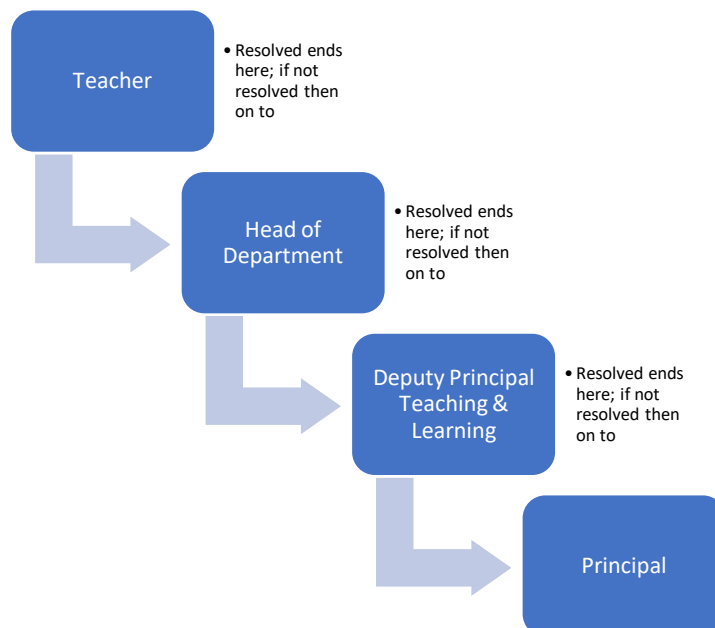 Teacher
• Resolved ends
here; if not
resolved then
on to
Head of
Department
• Resolved ends
here; if not
resolved then
on to
Deputy Principal
Teaching &
Learning
• Resolved ends
here; if not
resolved then
on to
Principal